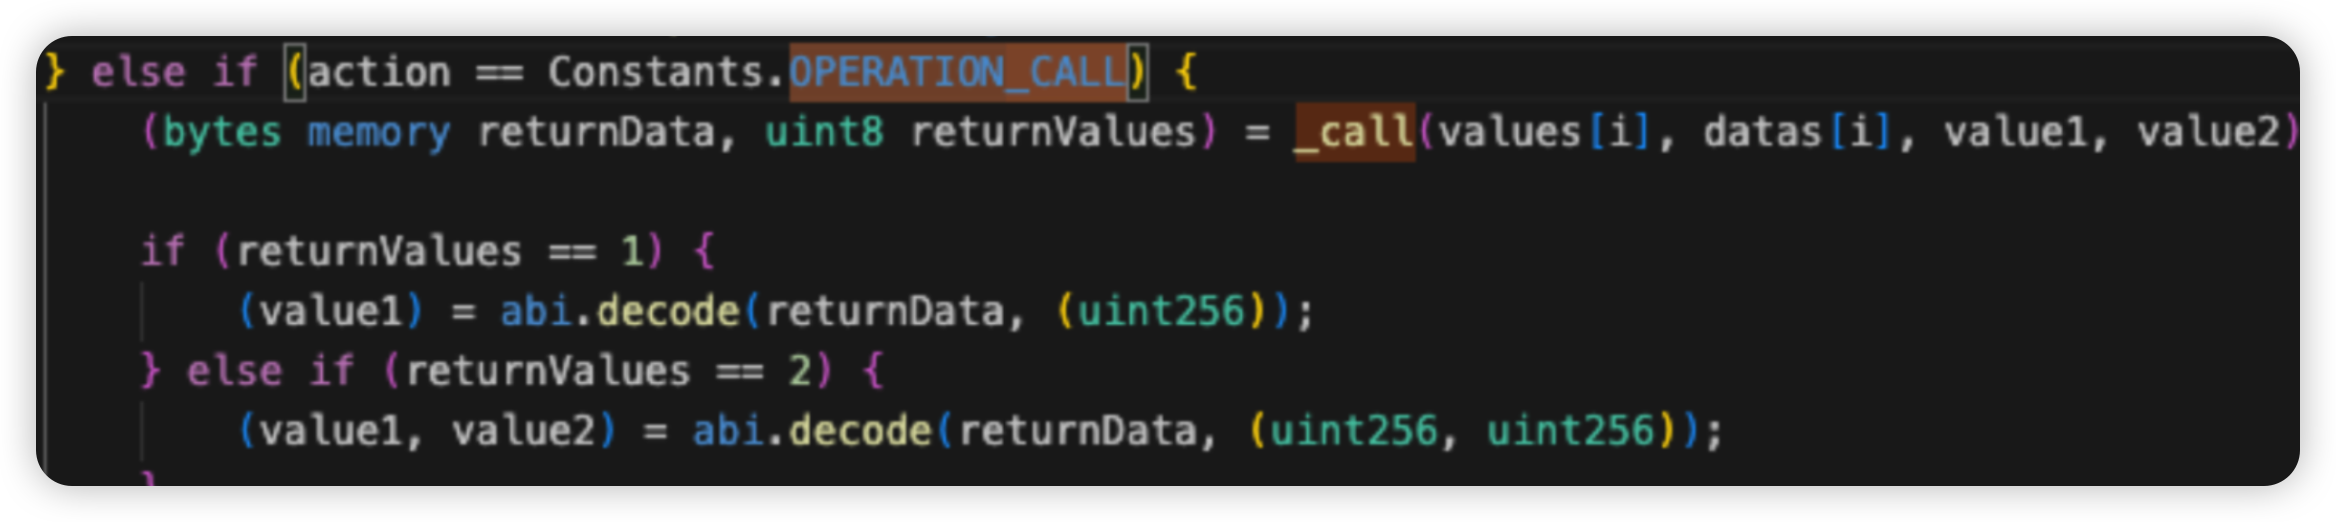 } else if (action == Constants.OPERATION_CALL) {
(bytes memory returnData, uint8 returnValues) = _call(values[i], datas[i], value1, value2)
if (returnValues == 1) {
(value1) = abi.decode(returnData, (uint256));
} else if (returnValues == 2) {
(value1, value2) = abi.decode(returnData, (uint256, uint256));
}